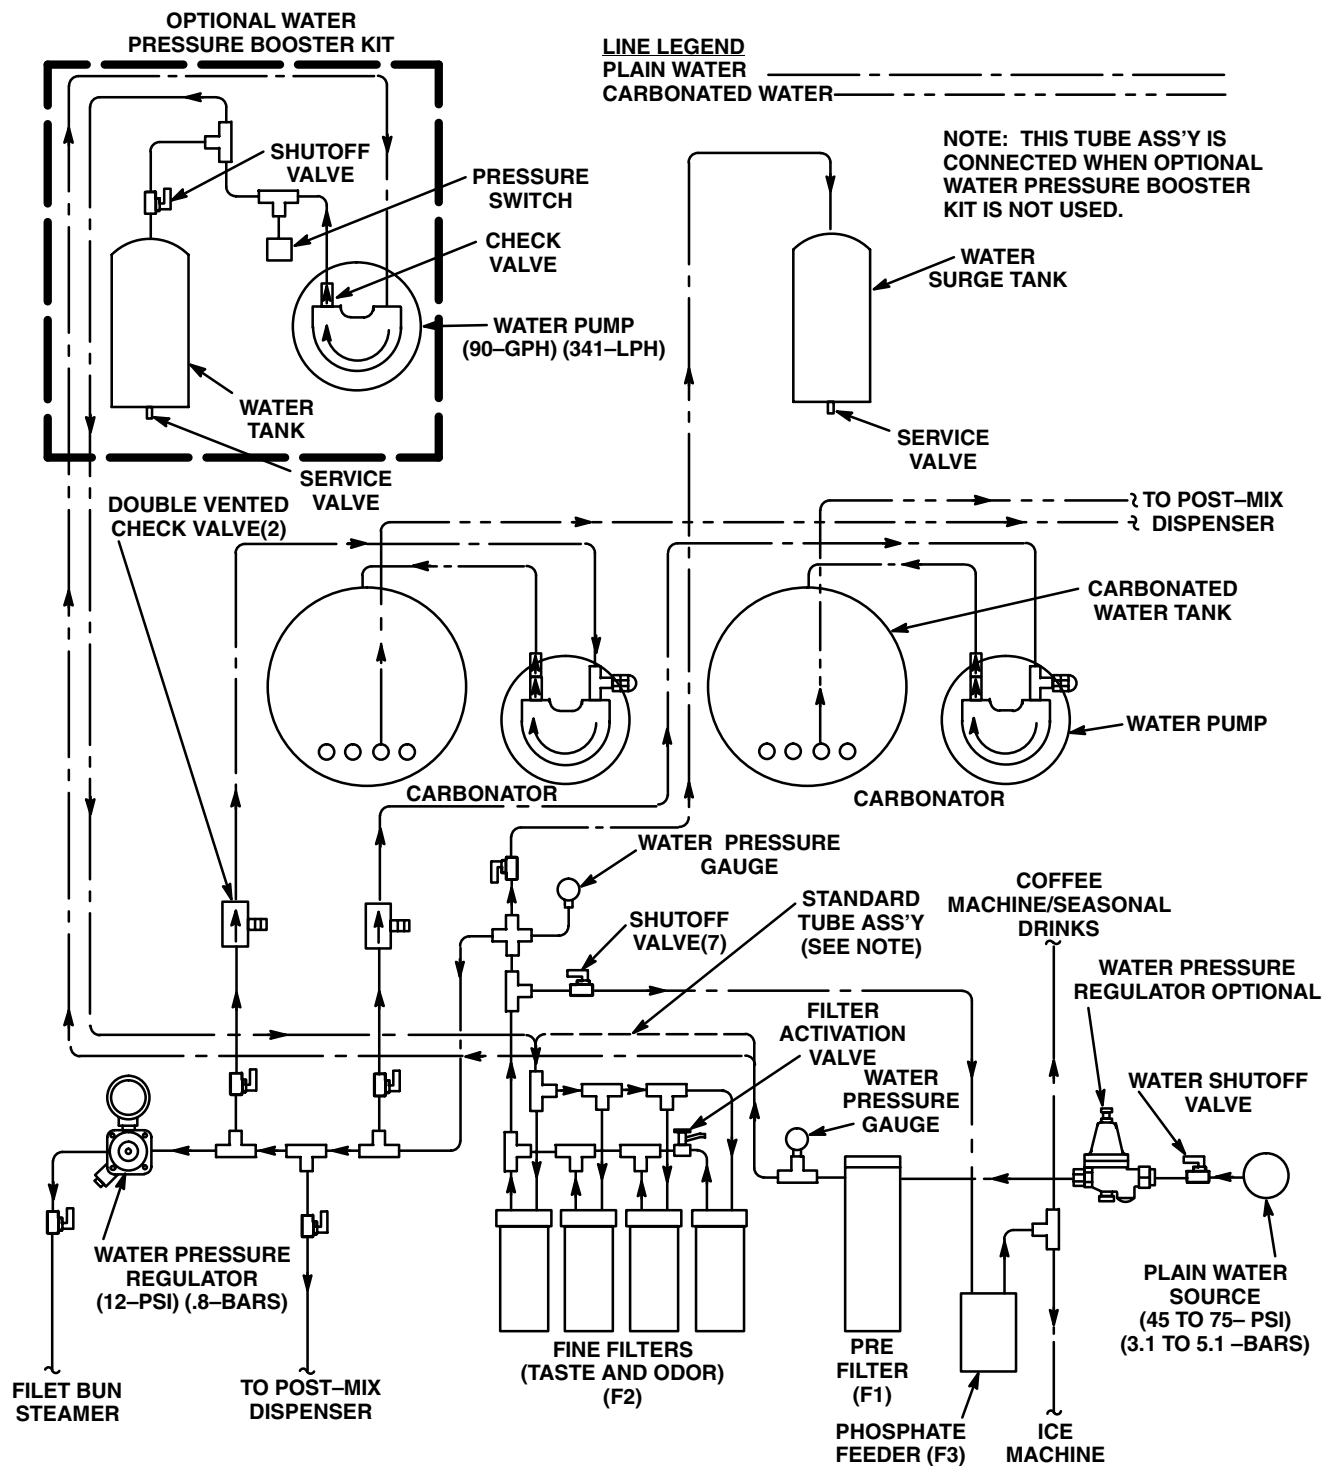 OPTIONAL WATER
PRESSURE BOOSTER KIT
LINE LEGEND
PLAIN WATER
CARBONATED WATER
NOTE: THIS TUBE ASS'Y IS
CONNECTED WHEN OPTIONAL
WATER PRESSURE BOOSTER
KIT IS NOT USED.
SHUTOFF
VALVE
PRESSURE
SWITCH
CHECK
VALVE
WATER PUMP
(90–GPH) (341–LPH)
WATER
TANK
SERVICE
VALVE
WATER
SURGE TANK
SERVICE
VALVE
DOUBLE VENTED
CHECK VALVE(2)
TO POST–MIX
DISPENSER
CARBONATED
WATER TANK
WATER PUMP
CARBONATOR
CARBONATOR
WATER PRESSURE
GAUGE
SHUTOFF
VALVE(7)
STANDARD
TUBE ASS'Y
(SEE NOTE)
COFFEE
MACHINE/SEASONAL
DRINKS
WATER PRESSURE
REGULATOR OPTIONAL
FILTER
ACTIVATION
VALVE
WATER
PRESSURE
GAUGE
WATER SHUTOFF
VALVE
WATER PRESSURE
REGULATOR
(12–PSI) (.8–BARS)
PLAIN WATER
SOURCE
(45 TO 75– PSI)
(3.1 TO 5.1 –BARS)
FILET BUN
STEAMER
TO POST–MIX
DISPENSER
FINE FILTERS
(TASTE AND ODOR)
(F2)
PRE
FILTER
(F1)
PHOSPHATE
FEEDER (F3)
ICE
MACHINE